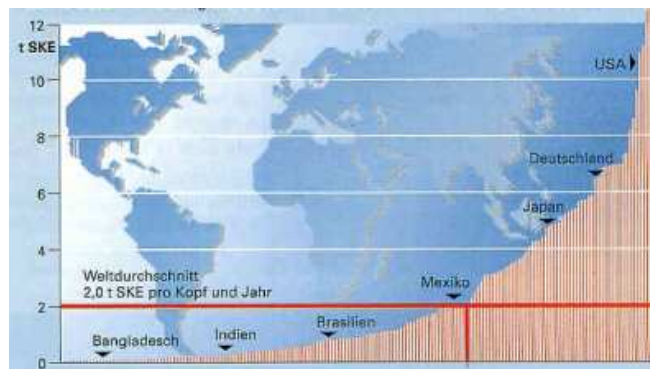 12
t SKE
10
8
6
4
2
0
USA
Deutschland
Japan
Mexiko
Weltdurchschnitt
2,0 t SKE pro Kopf und Jahr
Brasilien
Indien
Bangladesch